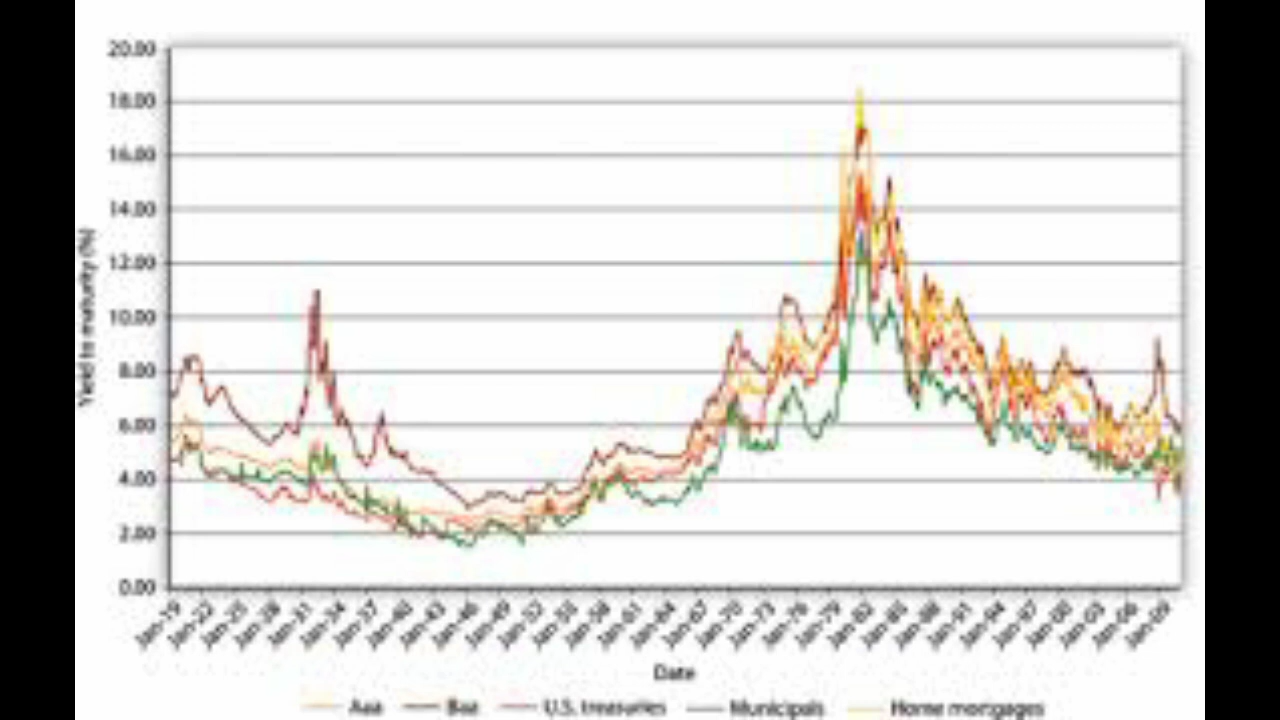 20.00
18.00
16.00
14.00
12.00
10.00
8.00
6.00
4.00
2.00
0.00
Yield to maturity (%)
Jan-19 Jan-22 Jan-25 Jan-28 Jan-31 Jan-34 Jan-37 Jan-40 Jan-43 Jan-46 Jan-49 Jan-52 Jan-55 Jan-58 Jan-61 Jan-64 Jan-67 Jan-70 Jan-73 Jan-76 Jan-79 Jan-82 Jan-85 Jan-88 Jan-91 Jan-94 Jan-97 Jan-00 Jan-03 Jan-06 Jan-09
Date
Aaa Baa U.S. treasuries Municipals Home mortgages